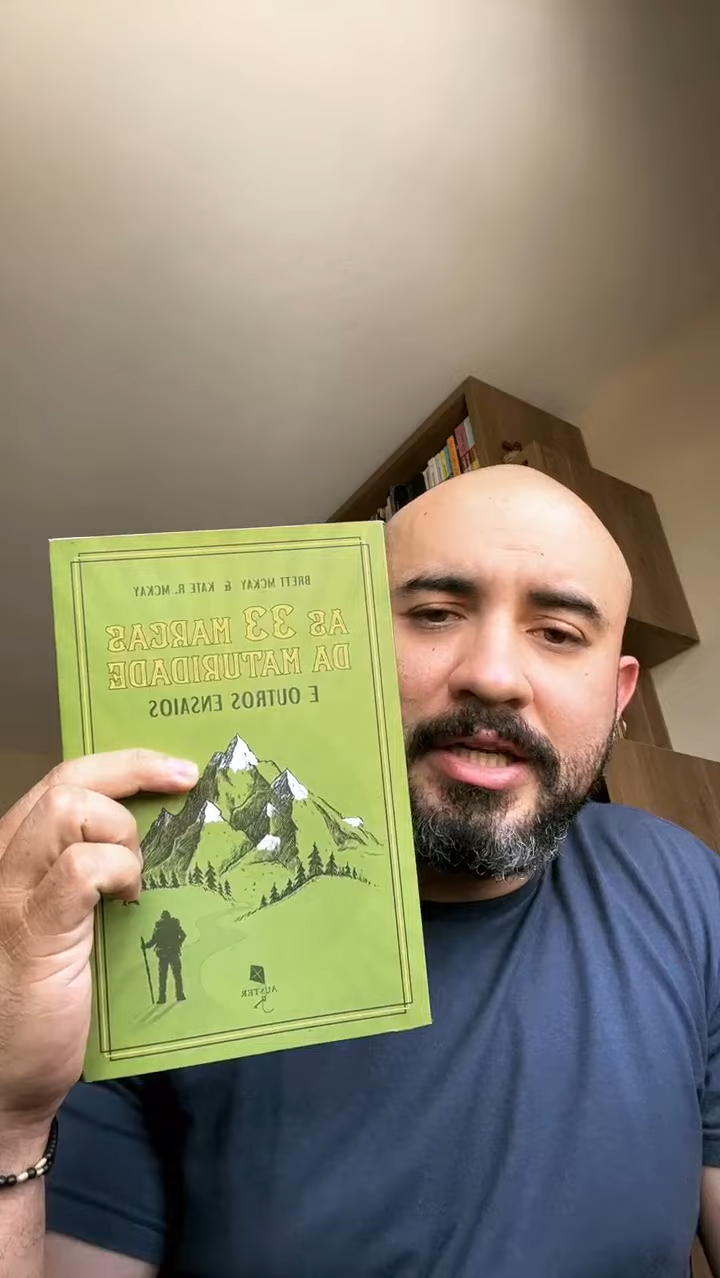 BRETT MCKAY & KATE R. MCKAY
AS 33 MARCAS
DA MATURIDADE
E OUTROS ENSAIOS
AUSTER